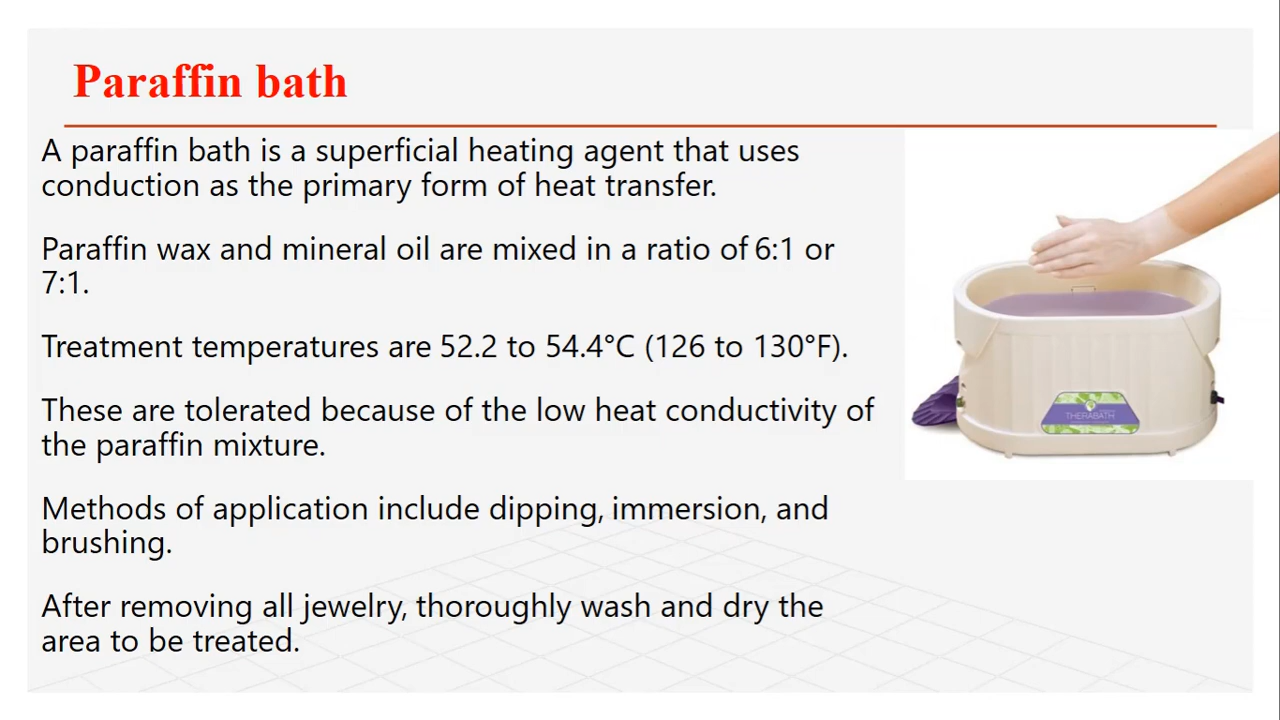 Paraffin bath
A paraffin bath is a superficial heating agent that uses
conduction as the primary form of heat transfer.
Paraffin wax and mineral oil are mixed in a ratio of 6:1 or
7:1.
Treatment temperatures are 52.2 to 54.4°C (126 to 130°F).
These are tolerated because of the low heat conductivity of
the paraffin mixture.
Methods of application include dipping, immersion, and
brushing.
After removing all jewelry, thoroughly wash and dry the
area to be treated.
THERABATH